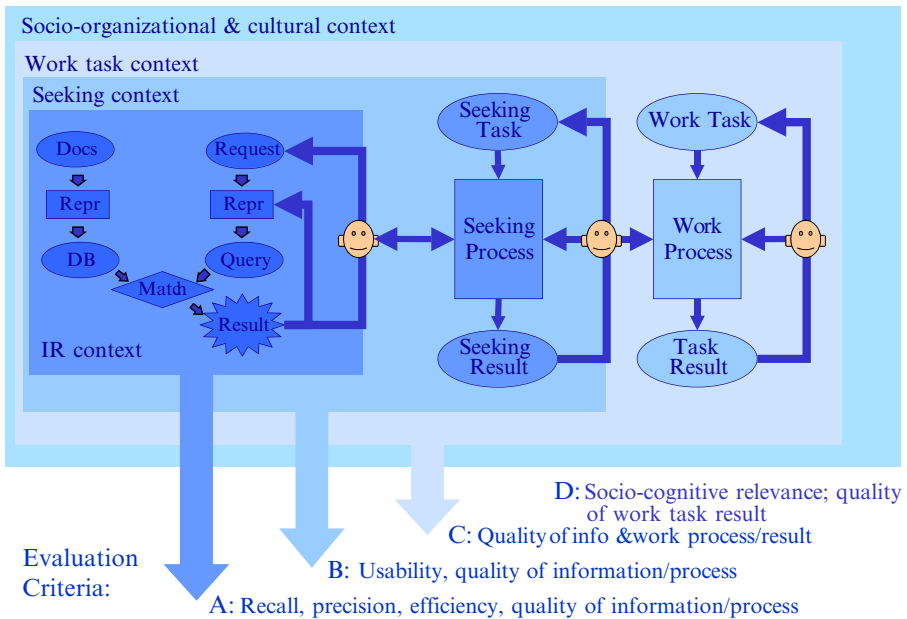 Socio-organizational & cultural context
Work task context
Seeking context
Docs
Request
Repr
Repr
DB
Query
Match
Result
IR context
Seeking
Task
Seeking
Process
Seeking
Result
Work Task
Work
Process
Task
Result
D: Socio-cognitive relevance; quality
of work task result
C: Quality of info & work process/result
B: Usability, quality of information/process
Evaluation
Criteria:
A: Recall, precision, efficiency, quality of information/process